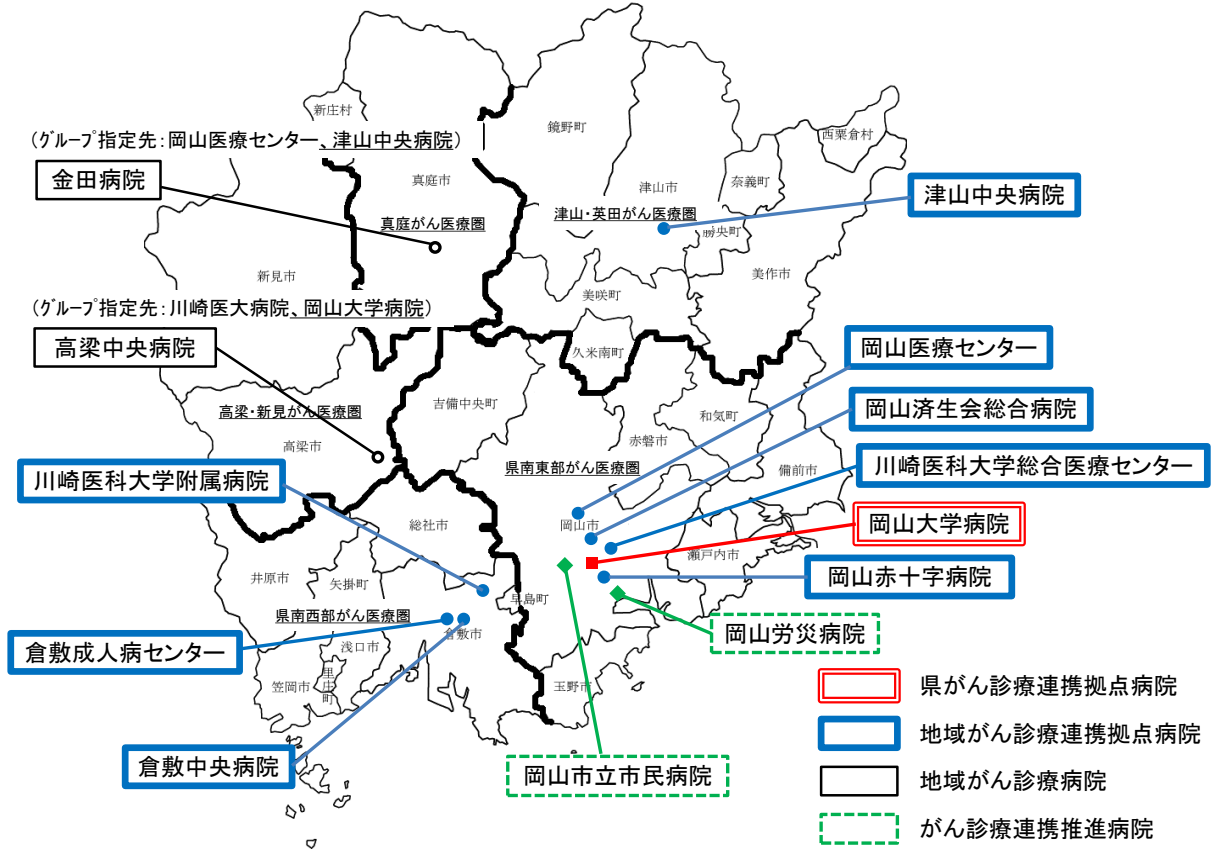 新庄村
鏡野町
西粟倉村
(ｸﾞﾙｰﾌﾟ指定先：岡山医療センター、津山中央病院)
金田病院
真庭市
津山市
奈義町
津山中央病院
真庭がん医療圏
津山・英田がん医療圏
勝央町
新見市
美作市
美咲町
(ｸﾞﾙｰﾌﾟ指定先：川崎医大病院、岡山大学病院)
高梁中央病院
久米南町
岡山医療センター
吉備中央町
和気町
岡山済生会総合病院
高梁・新見がん医療圏
赤磐市
高梁市
県南東部がん医療圏
備前市
川崎医科大学総合医療センター
川崎医科大学附属病院
総社市
岡山市
岡山大学病院
瀬戸内市
井原市
矢掛町
早島町
岡山赤十字病院
県南西部がん医療圏
倉敷市
岡山労災病院
倉敷成人病センター
浅口市
里庄町
笠岡市
玉野市
県がん診療連携拠点病院
地域がん診療連携拠点病院
倉敷中央病院
岡山市立市民病院
地域がん診療病院
がん診療連携推進病院